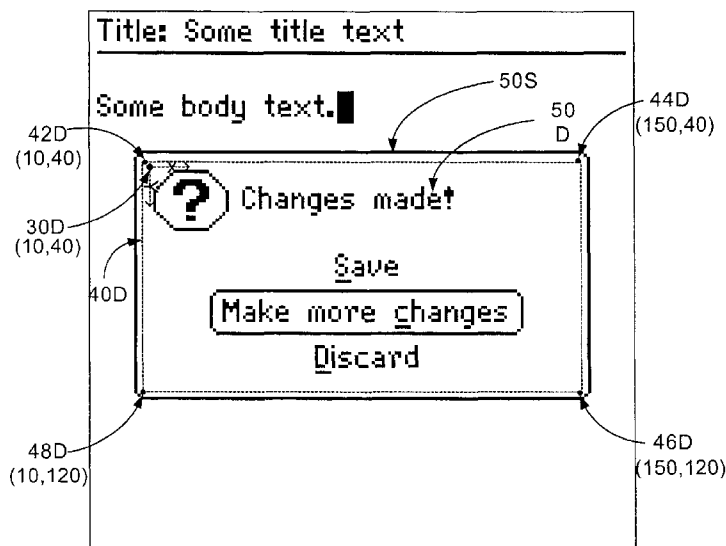 Title: Some title text
Some body text.
50S
50
D
44D
(150,40)
42D
(10,40)
X
Y
?
Changes made!
30D
(10,40)
40D
Save
Make more changes
Discard
48D
(10,120)
46D
(150,120)